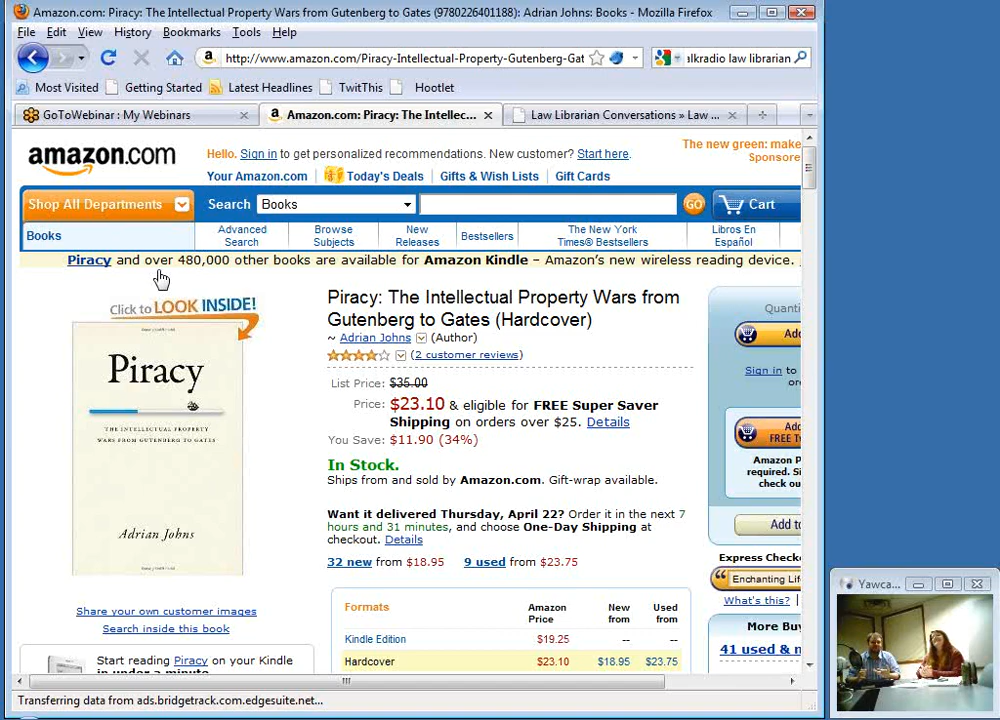 Amazon.com: Piracy: The Intellectual Property Wars from Gutenberg to Gates (9780226401188): Adrian Johns: Books - Mozilla Firefox
File Edit View History Bookmarks Tools Help
http://www.amazon.com/Piracy-Intellectual-Property-Gutenberg-Gat
alkradio law librarian
Most Visited Getting Started Latest Headlines TwitThis Hootlet
GoToWebinar : My Webinars
Amazon.com: Piracy: The Intellec...
Law Librarian Conversations » Law ...
amazon.com
Hello. Sign in to get personalized recommendations. New customer? Start here.
The new green: make
Sponsore
Your Amazon.com Today's Deals Gifts & Wish Lists Gift Cards
Shop All Departments
Search Books
GO
Cart
Books
Advanced Search
Browse Subjects
New Releases
Bestsellers
The New York Times® Bestsellers
Libros En Español
Piracy and over 480,000 other books are available for Amazon Kindle – Amazon's new wireless reading device.
Click to LOOK INSIDE!
Piracy
THE INTELLECTUAL PROPERTY
WARS FROM GUTENBERG TO GATES
Adrian Johns
Share your own customer images
Search inside this book
Start reading Piracy on your Kindle
in under a minute
Piracy: The Intellectual Property Wars from
Gutenberg to Gates (Hardcover)
~ Adrian Johns (Author)
(2 customer reviews)
List Price: $35.00
Price: $23.10 & eligible for FREE Super Saver
Shipping on orders over $25. Details
You Save: $11.90 (34%)
In Stock.
Ships from and sold by Amazon.com. Gift-wrap available.
Want it delivered Thursday, April 22? Order it in the next 7
hours and 31 minutes, and choose One-Day Shipping at
checkout. Details
32 new from $18.95 9 used from $23.75
Formats Amazon Price New from Used from
Kindle Edition $19.25 -- --
Hardcover $23.10 $18.95 $23.75
Quanti
Add
Sign in to
or
Add
FREE T
Amazon P
required. Si
check ou
Add to
Express Check
Enchanting Lif
What's this? |
More Buy
41 used & n
Transferring data from ads.bridgetrack.com.edgesuite.net...
Yawca...